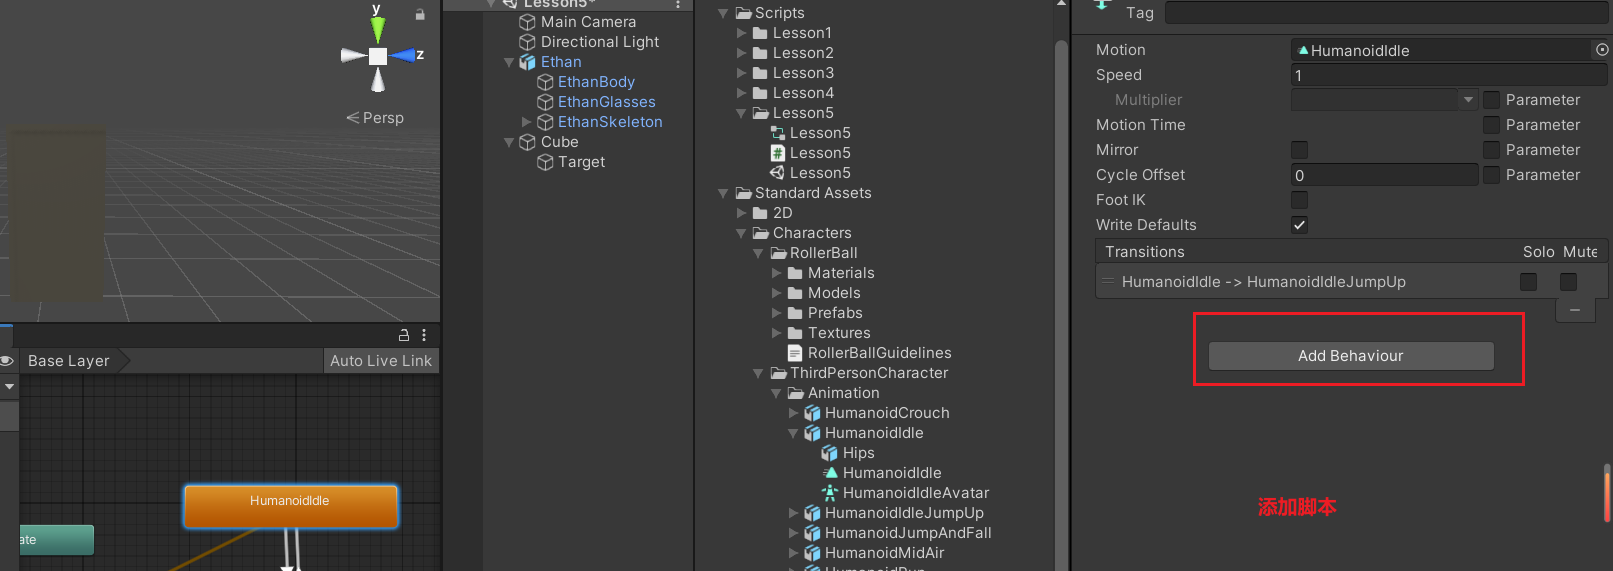 y
z
Persp
Base Layer
Auto Live Link
HumanoidIdle
ate
Lesson5*
Main Camera
Directional Light
Ethan
EthanBody
EthanGlasses
EthanSkeleton
Cube
Target
Scripts
Lesson1
Lesson2
Lesson3
Lesson4
Lesson5
Lesson5
Lesson5
Lesson5
Standard Assets
2D
Characters
RollerBall
Materials
Models
Prefabs
Textures
RollerBallGuidelines
ThirdPersonCharacter
Animation
HumanoidCrouch
HumanoidIdle
Hips
HumanoidIdle
HumanoidIdleAvatar
HumanoidIdleJumpUp
HumanoidJumpAndFall
HumanoidMidAir
Tag
Motion HumanoidIdle
Speed 1
Multiplier Parameter
Motion Time Parameter
Mirror Parameter
Cycle Offset 0 Parameter
Foot IK
Write Defaults
Transitions Solo Mute
HumanoidIdle -> HumanoidIdleJumpUp
Add Behaviour
添加脚本